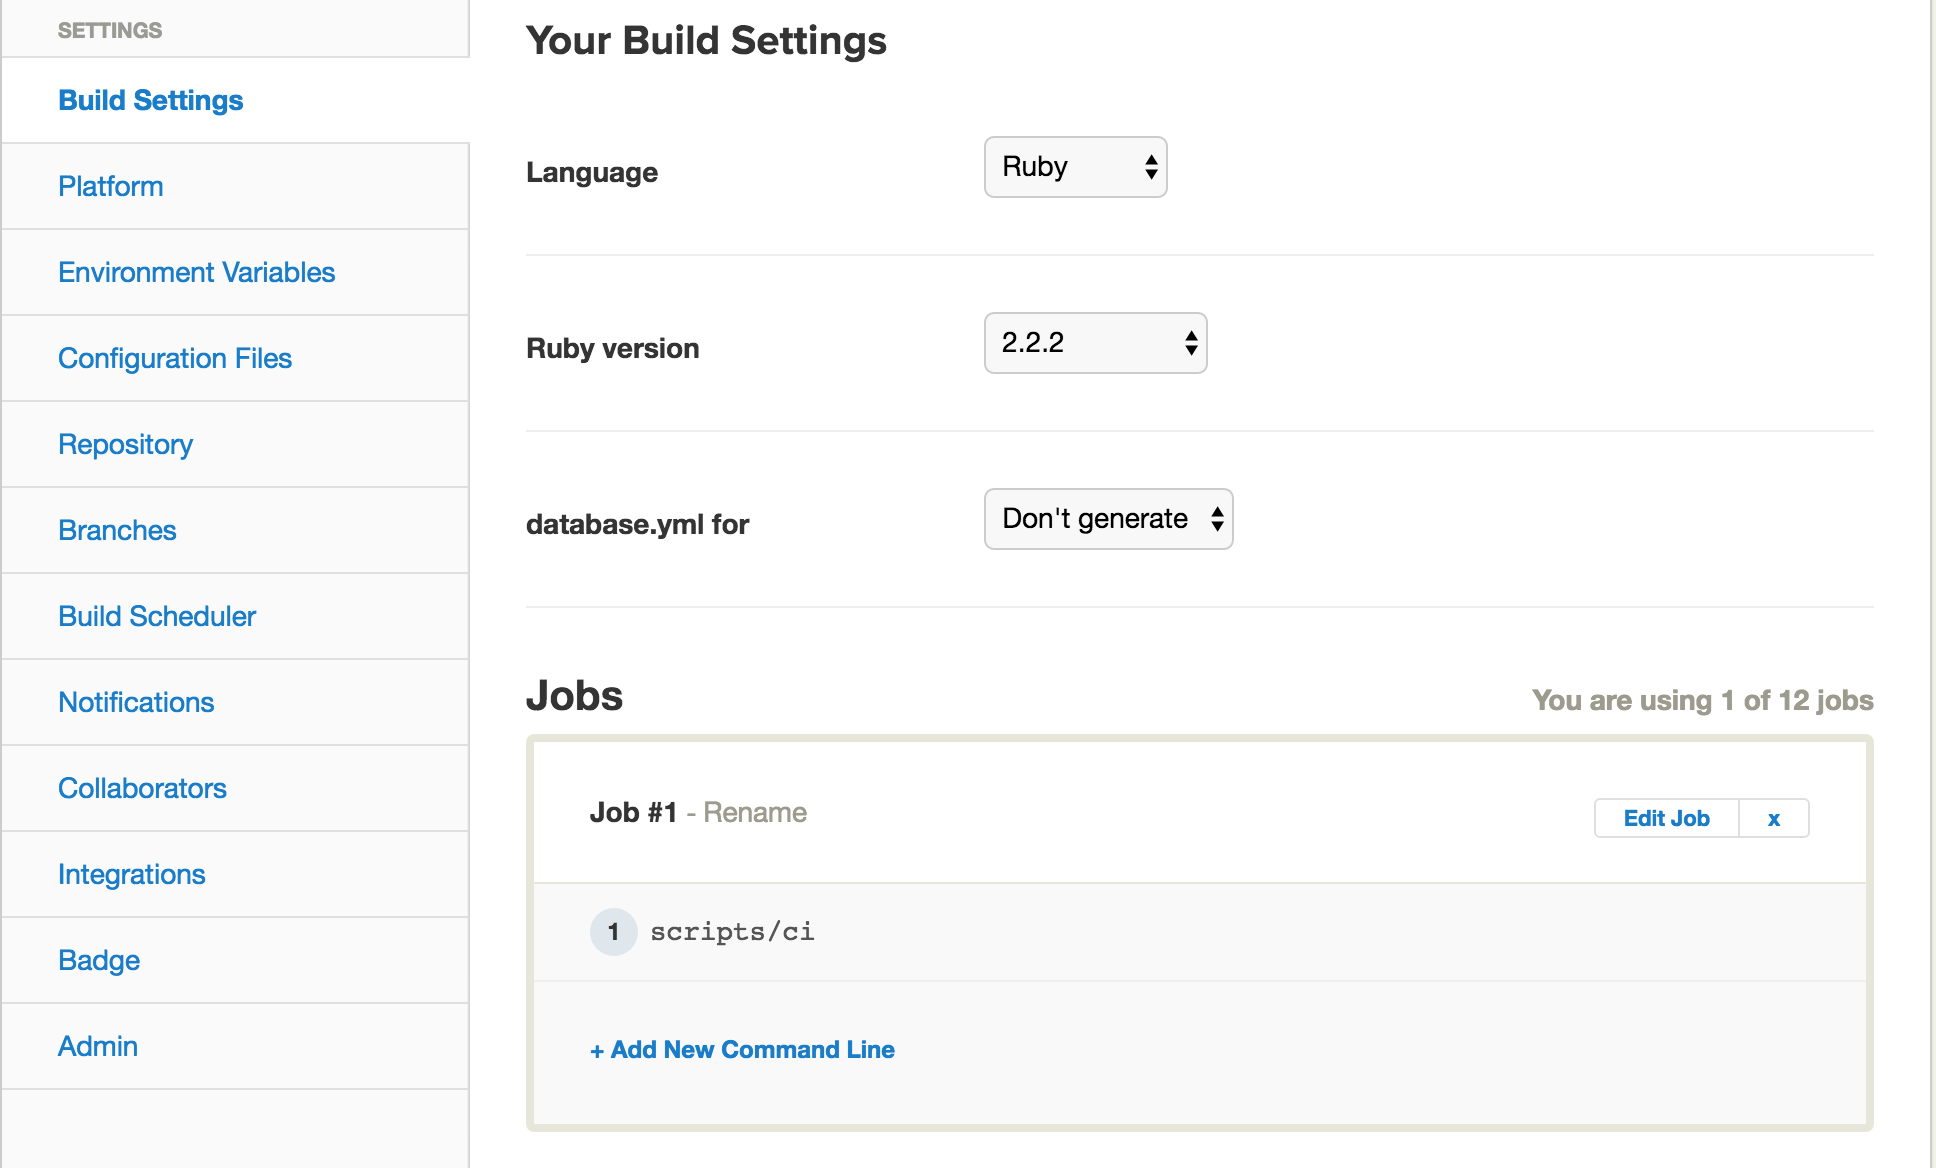 SETTINGS
Build Settings
Platform
Environment Variables
Configuration Files
Repository
Branches
Build Scheduler
Notifications
Collaborators
Integrations
Badge
Admin
Your Build Settings
Language
Ruby
Ruby version
2.2.2
database.yml for
Don't generate
Jobs
You are using 1 of 12 jobs
Job #1 - Rename
Edit Job
x
1 scripts/ci
+ Add New Command Line